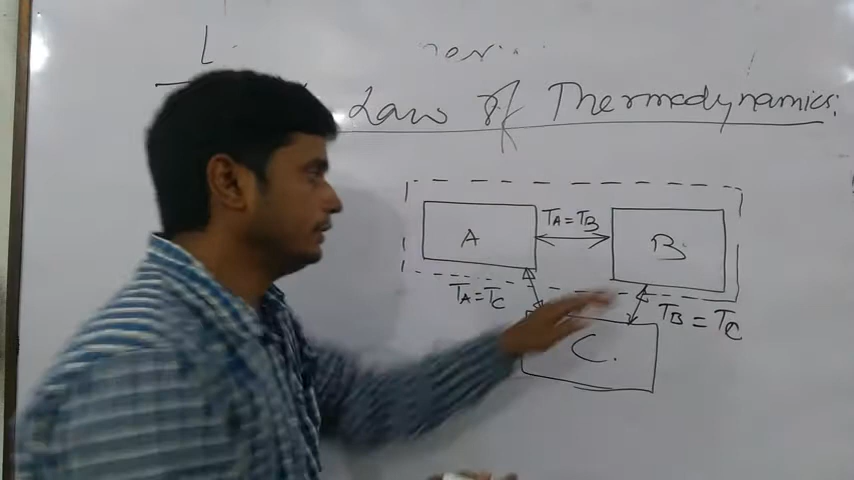 Law of Thermodynamics:
TA=TB
A
B
TA=TC
TB=TC
C.